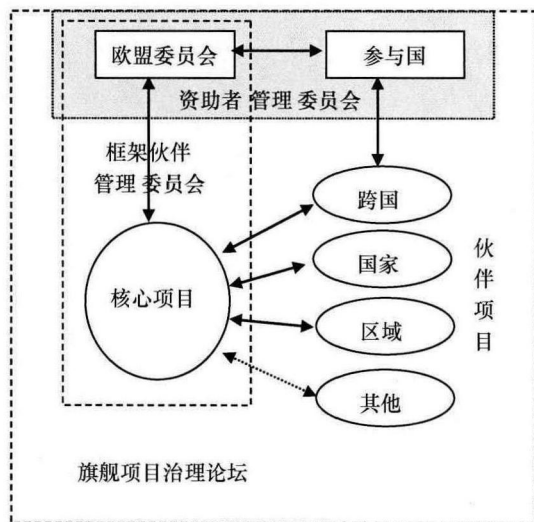 欧盟委员会
参与国
资助者 管理 委员会
框架伙伴
管理 委员会
跨国
国家
核心项目
区域
其他
伙伴项目
旗舰项目治理论坛